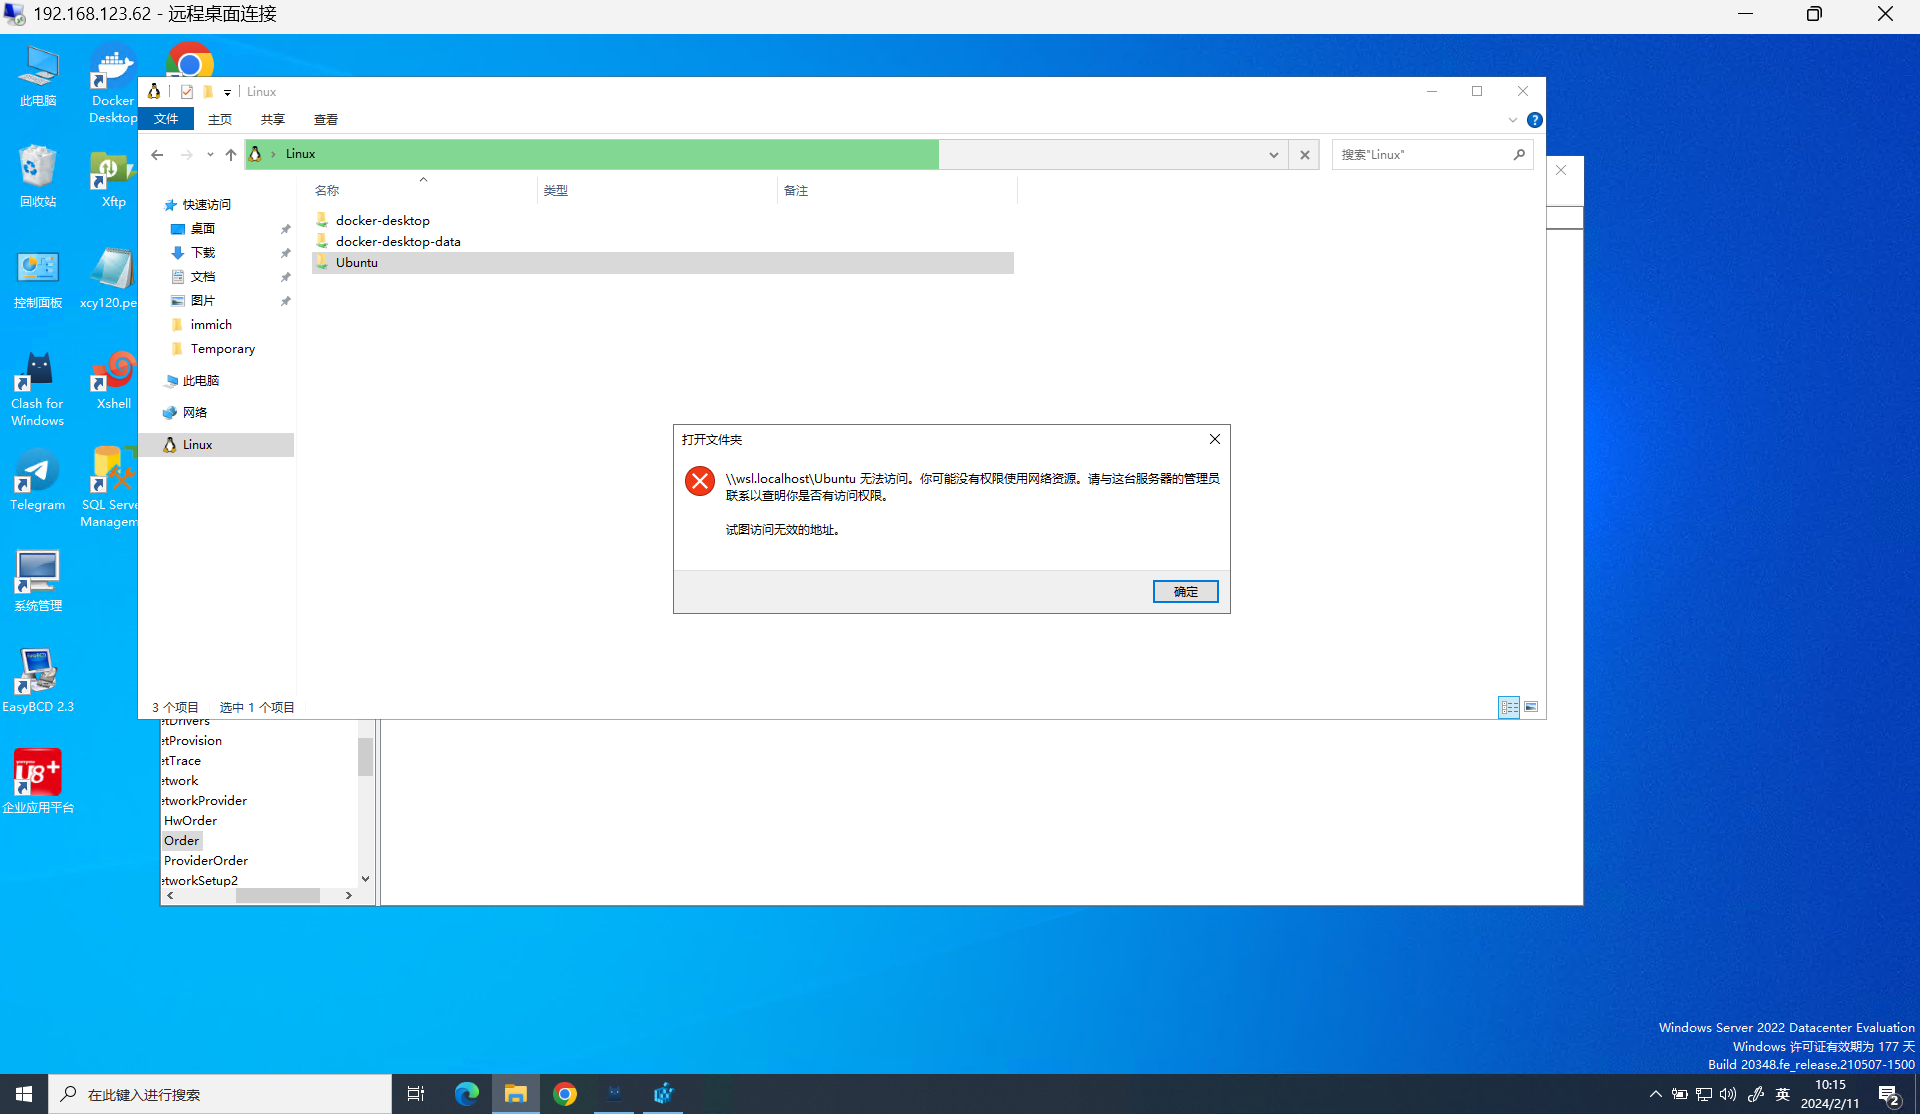 192.168.123.62 - 远程桌面连接
此电脑
Docker Desktop
回收站
Xftp
控制面板
xcy120.pe
Clash for Windows
Xshell
Telegram
SQL Serve
Managem
系统管理
EasyBCD 2.3
U8+
企业应用平台
Linux
文件
主页
共享
查看
Linux
搜索"Linux"
快速访问
桌面
下载
文档
图片
immich
Temporary
此电脑
网络
Linux
名称
类型
备注
docker-desktop
docker-desktop-data
Ubuntu
打开文件夹
\\wsl.localhost\Ubuntu 无法访问。你可能没有权限使用网络资源。请与这台服务器的管理员
联系以查明你是否有访问权限。
试图访问无效的地址。
确定
3 个项目
选中 1 个项目
etDrivers
etProvision
etTrace
etwork
etworkProvider
HwOrder
Order
ProviderOrder
etworkSetup2
Windows Server 2022 Datacenter Evaluation
Windows 许可证有效期为 177 天
Build 20348.fe_release.210507-1500
在此键入进行搜索
英
10:15
2024/2/11
2